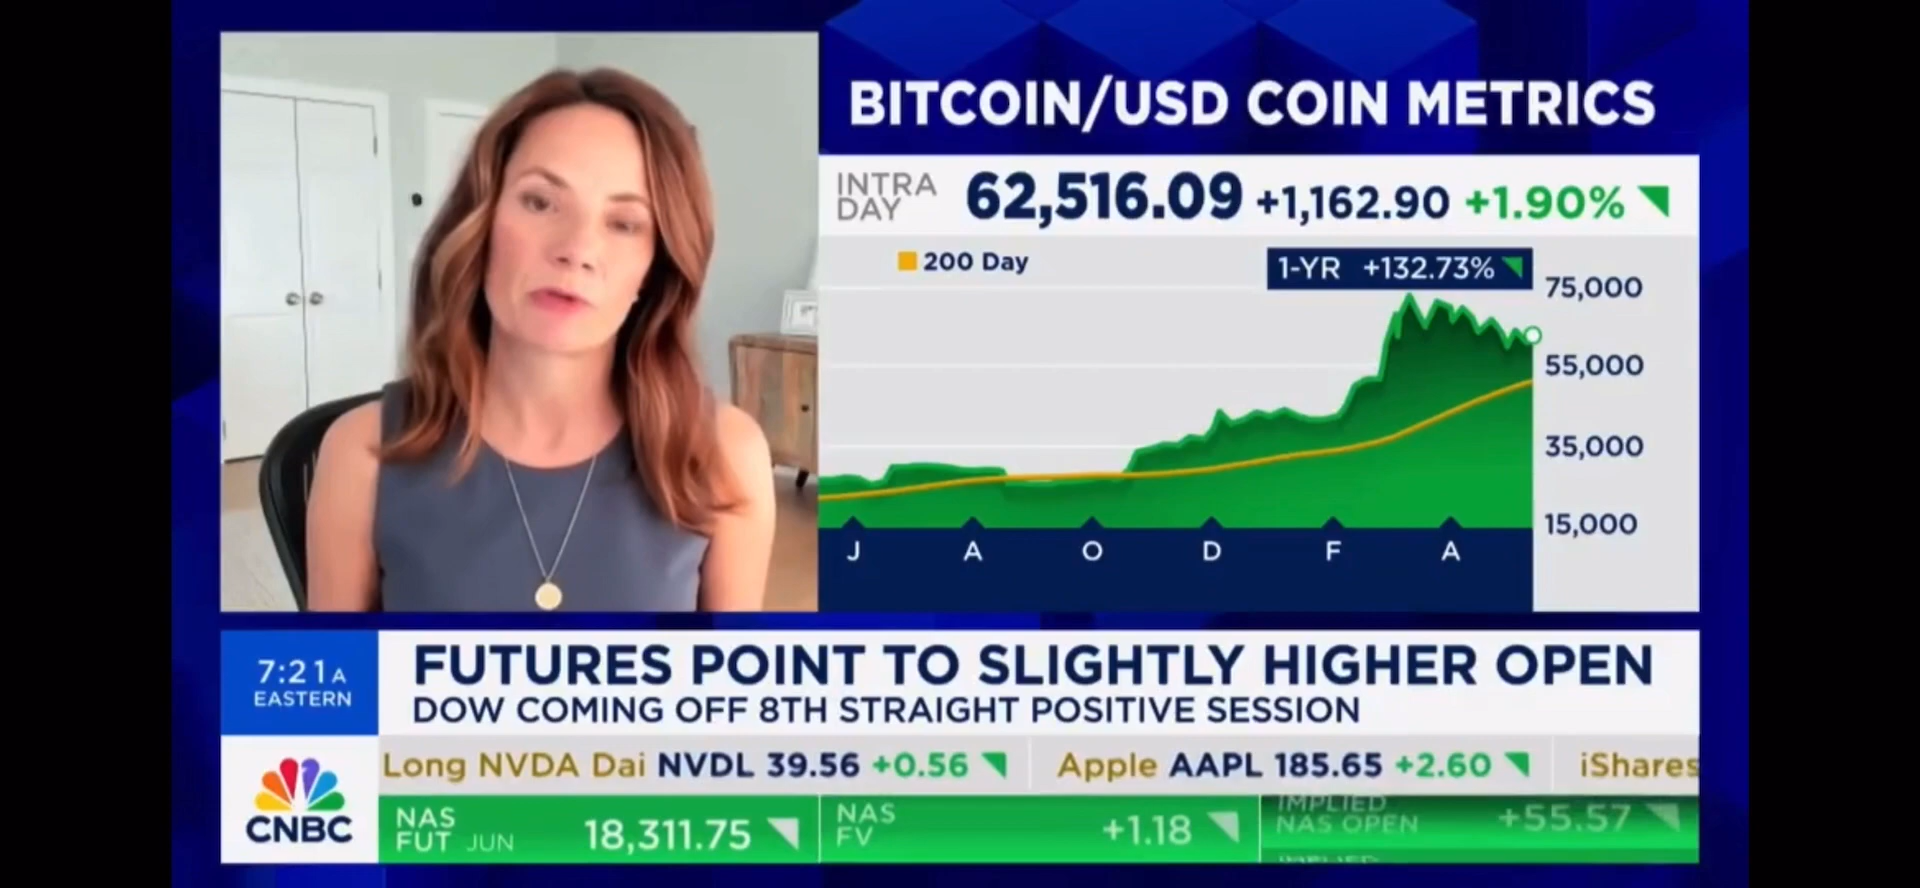 BITCOIN/USD COIN METRICS
INTRA DAY 62,516.09 +1,162.90 +1.90%
200 Day
1-YR +132.73%
75,000
55,000
35,000
15,000
J A O D F A
7:21A
EASTERN
FUTURES POINT TO SLIGHTLY HIGHER OPEN
DOW COMING OFF 8TH STRAIGHT POSITIVE SESSION
Long NVDA Dai NVDL 39.56 +0.56 Apple AAPL 185.65 +2.60 iShares
CNBC
NAS FUT JUN 18,311.75
NAS FV +1.18
IMPLIED NAS OPEN +55.57